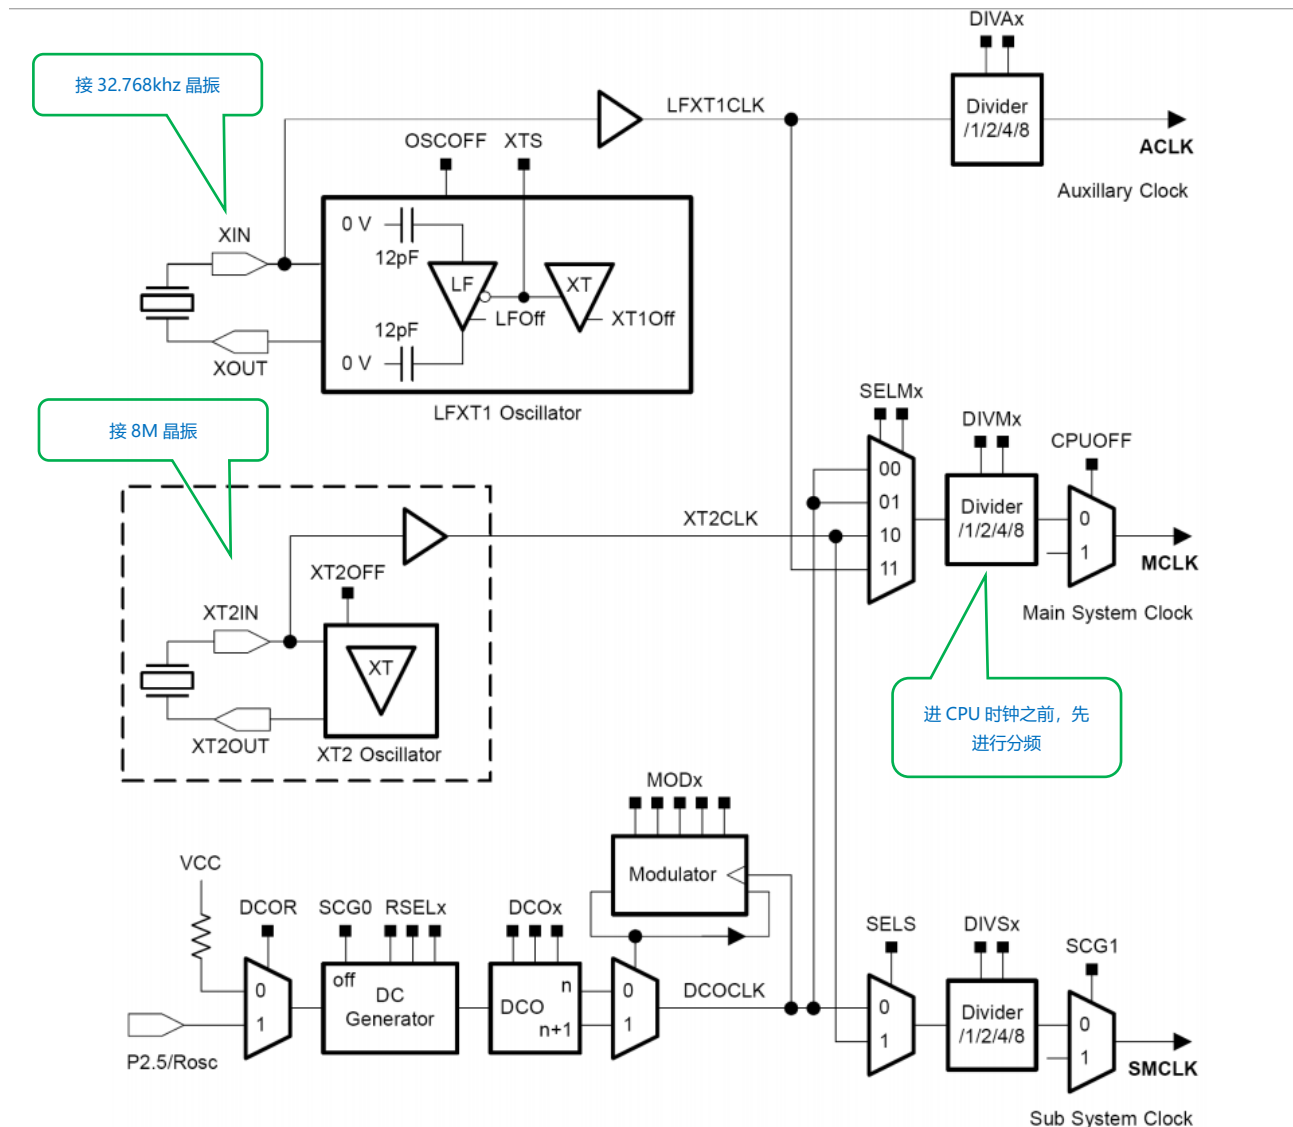 DIVAx
接 32.768khz 晶振
LFXT1CLK
Divider
/1/2/4/8
ACLK
Auxillary Clock
OSCOFF
XTS
0 V
12pF
XIN
LF
XT
LFOff
XT1Off
12pF
0 V
XOUT
LFXT1 Oscillator
接 8M 晶振
SELMx
DIVMx
CPUOFF
00
01
10
11
Divider
/1/2/4/8
0
1
MCLK
Main System Clock
XT2CLK
XT2OFF
XT2IN
XT
XT2OUT
XT2 Oscillator
进 CPU 时钟之前，先
进行分频
MODx
Modulator
VCC
DCOR
SCG0
RSELx
DCOx
SELS
DIVSx
SCG1
0
1
off
DC
Generator
DCO
n
n+1
0
1
DCOCLK
0
1
Divider
/1/2/4/8
0
1
P2.5/Rosc
SMCLK
Sub System Clock